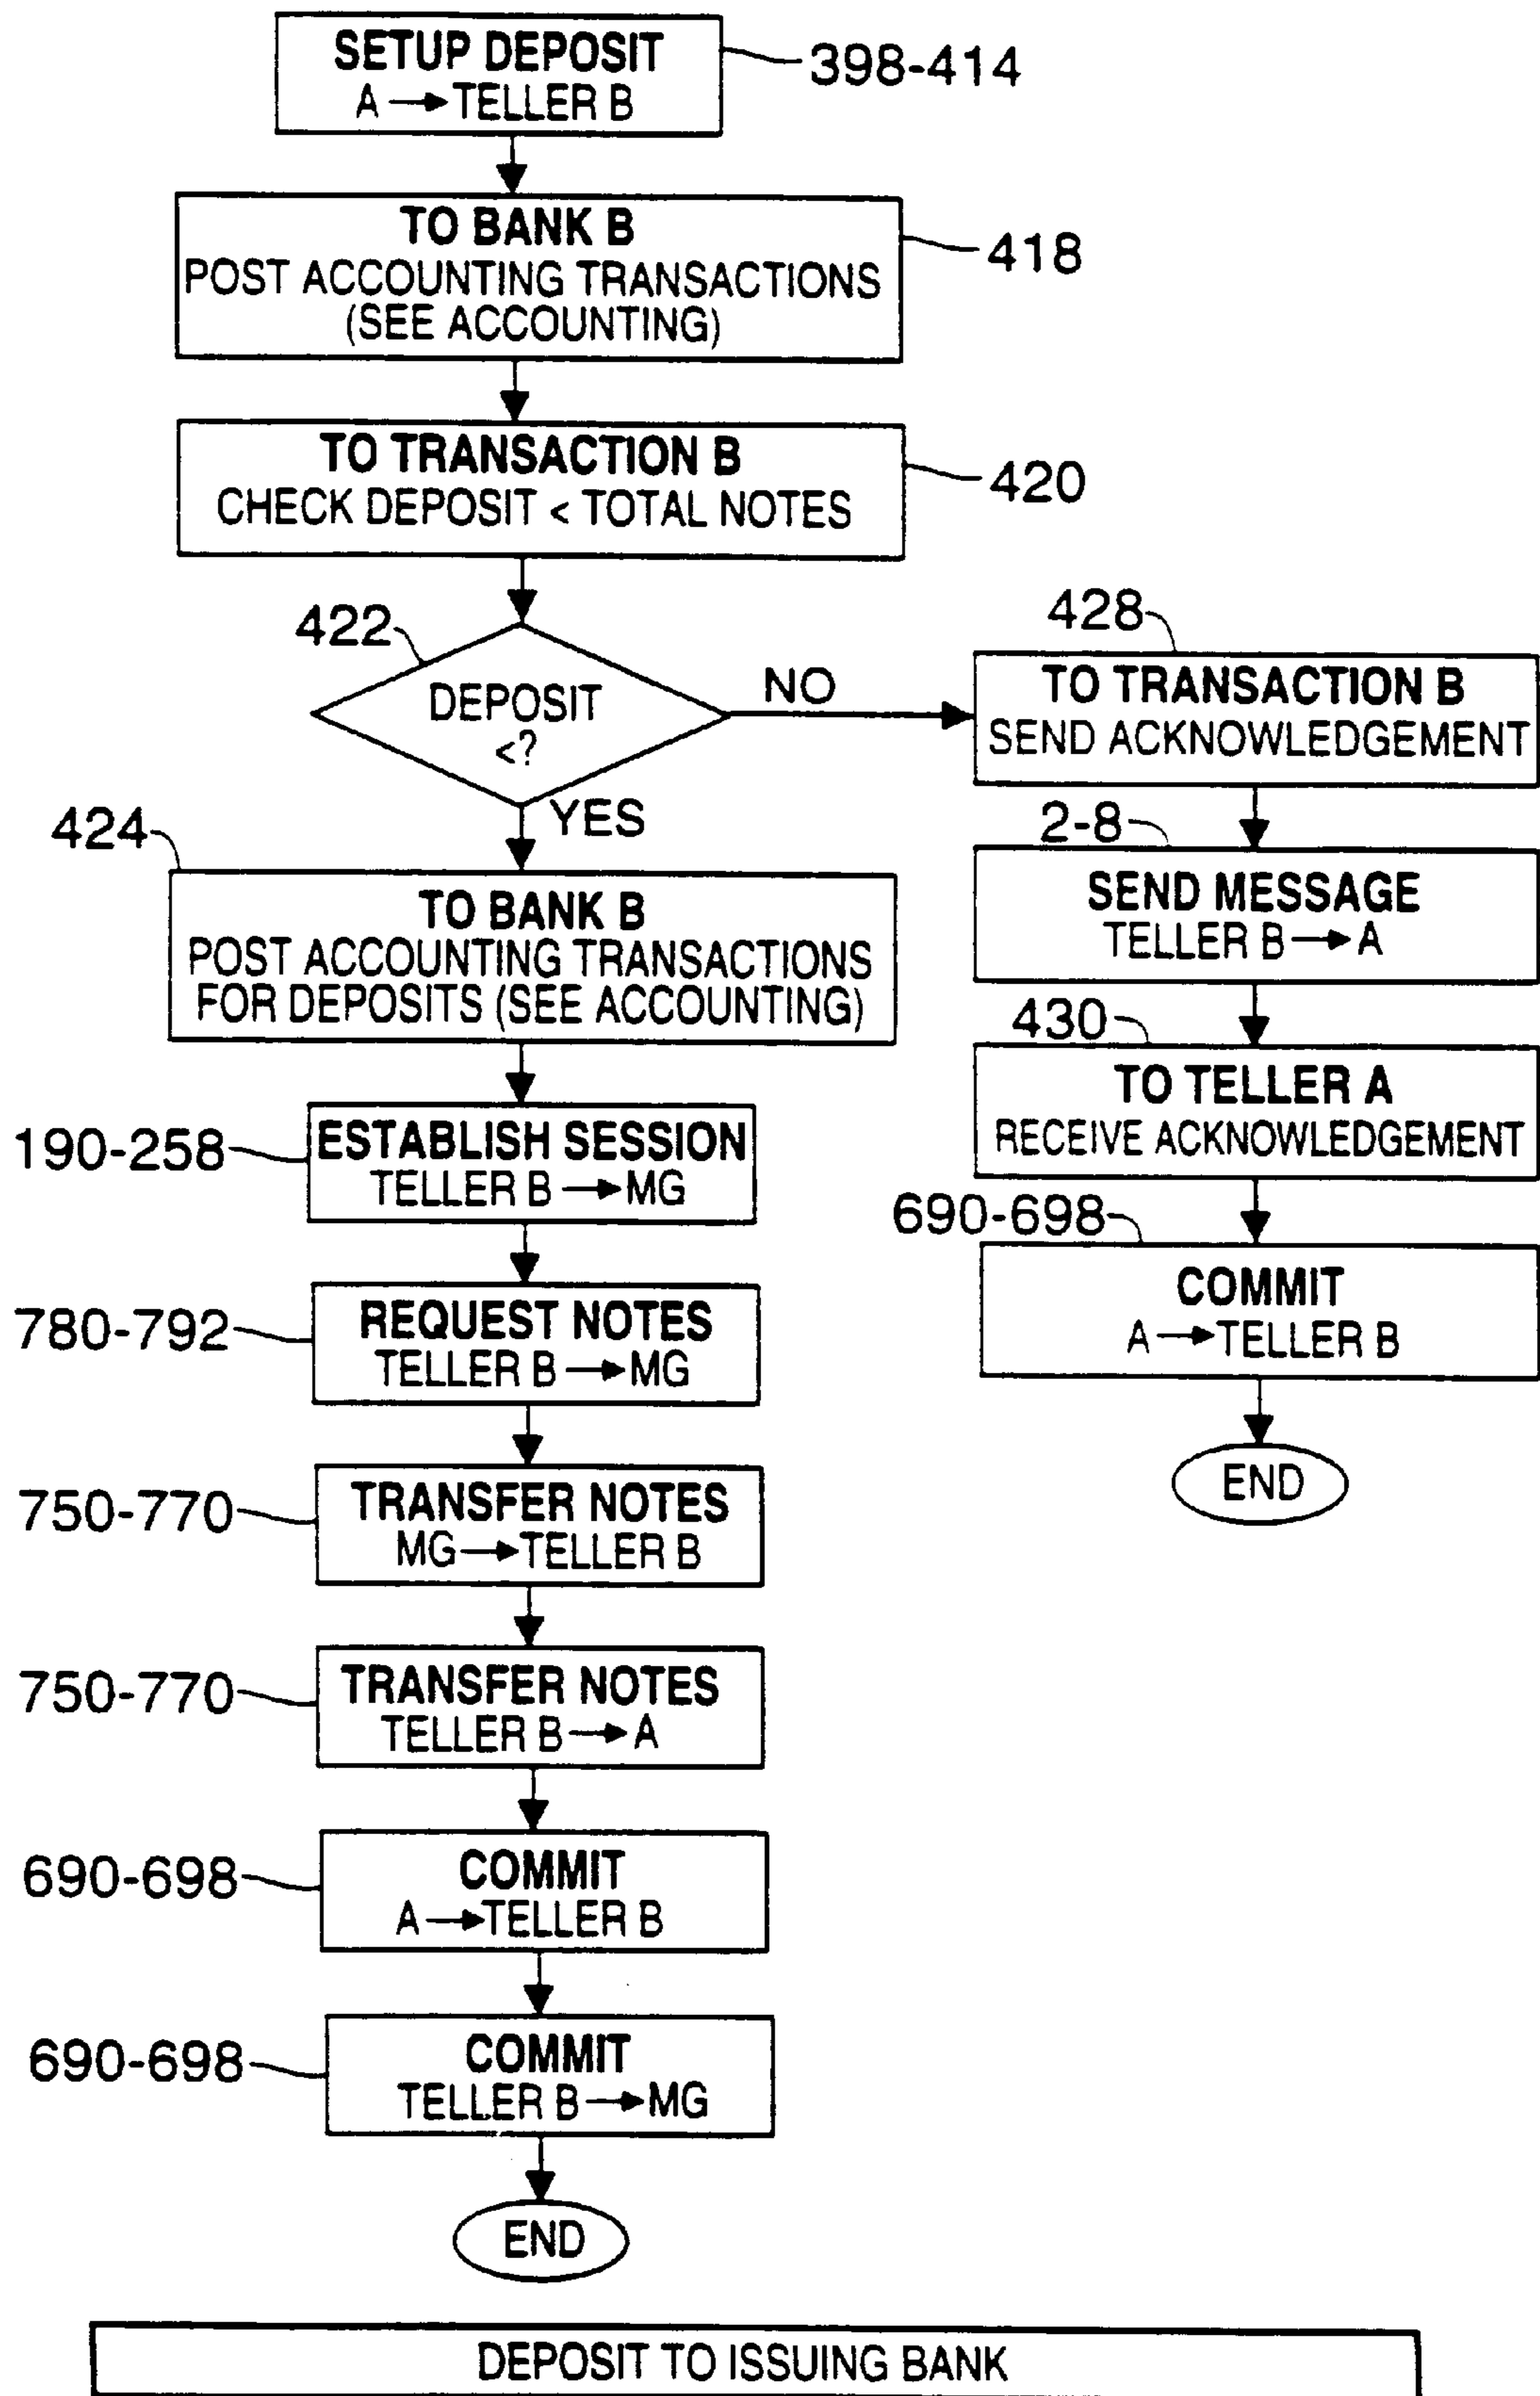 SETUP DEPOSIT
A → TELLER B
398-414
TO BANK B
POST ACCOUNTING TRANSACTIONS
(SEE ACCOUNTING)
418
TO TRANSACTION B
CHECK DEPOSIT < TOTAL NOTES
420
422
DEPOSIT
<?
NO
YES
428
TO TRANSACTION B
SEND ACKNOWLEDGEMENT
2-8
SEND MESSAGE
TELLER B → A
430
TO TELLER A
RECEIVE ACKNOWLEDGEMENT
690-698
COMMIT
A → TELLER B
END
424
TO BANK B
POST ACCOUNTING TRANSACTIONS
FOR DEPOSITS (SEE ACCOUNTING)
190-258
ESTABLISH SESSION
TELLER B → MG
780-792
REQUEST NOTES
TELLER B → MG
750-770
TRANSFER NOTES
MG → TELLER B
750-770
TRANSFER NOTES
TELLER B → A
690-698
COMMIT
A → TELLER B
690-698
COMMIT
TELLER B → MG
END
DEPOSIT TO ISSUING BANK